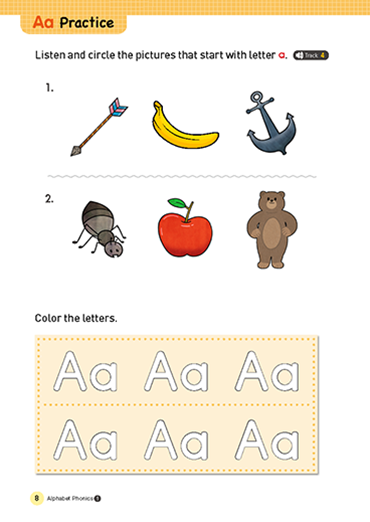 Aa Practice
Listen and circle the pictures that start with letter a. Track 4
1.
2.
Color the letters.
Aa Aa Aa
Aa Aa Aa
8 Alphabet Phonics 1